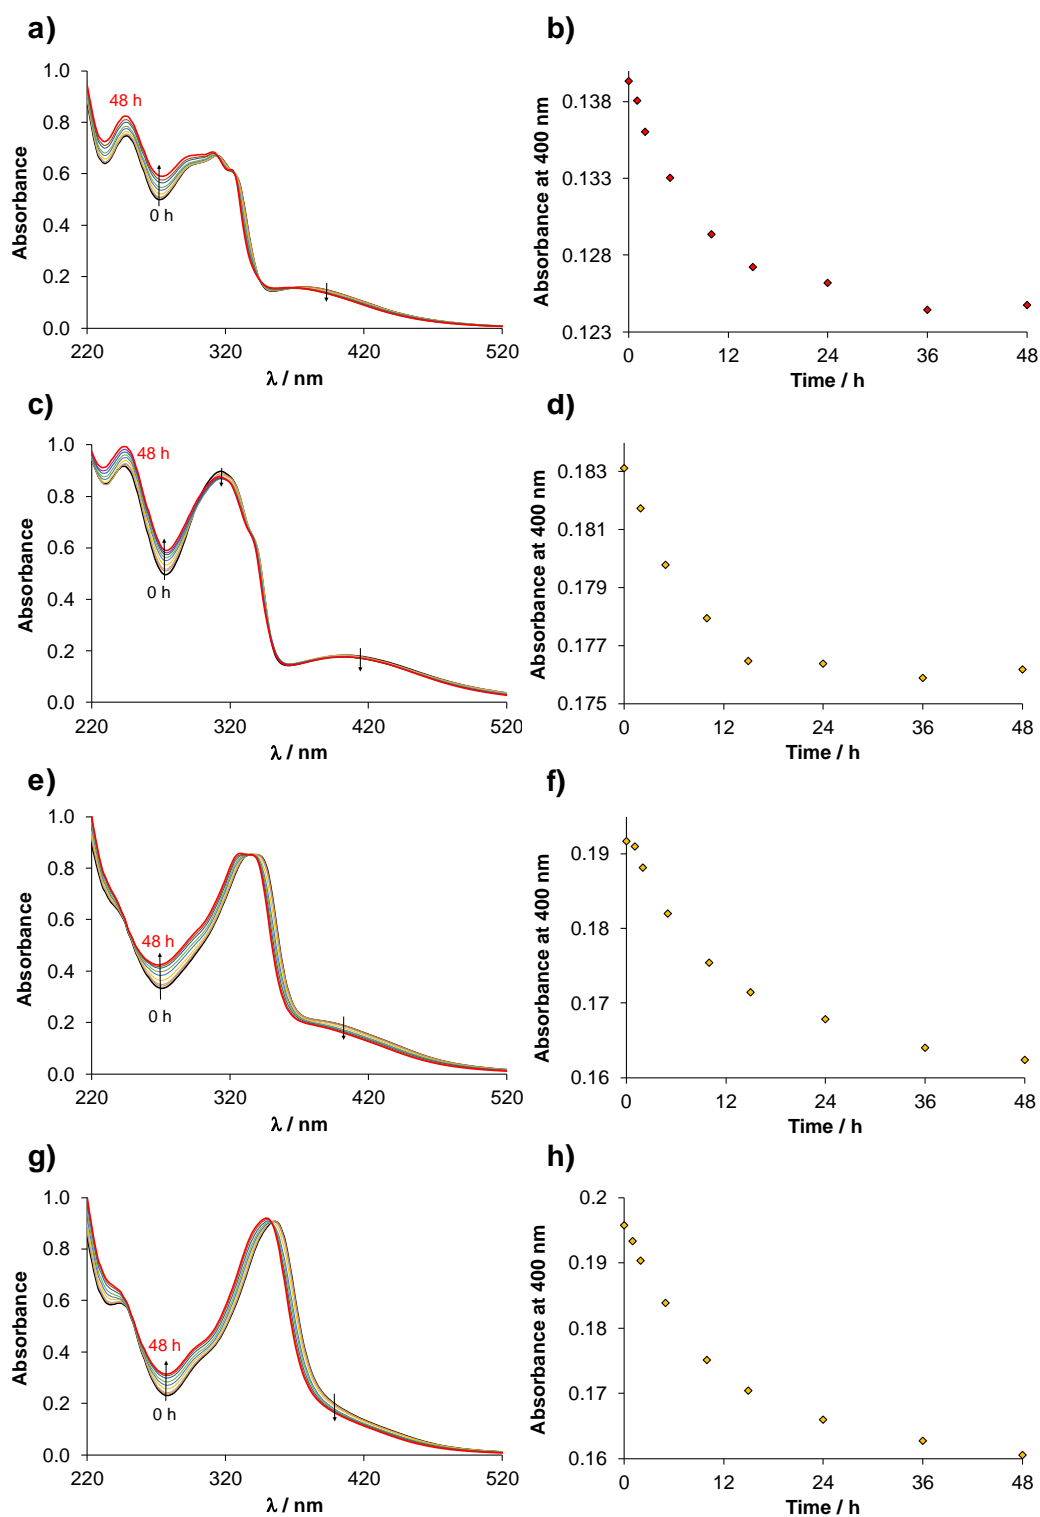 a)
Absorbance
1.0
0.8
0.6
0.4
0.2
0.0
48 h
0 h
220 320 420 520
λ / nm
b)
Absorbance at 400 nm
0.138
0.133
0.128
0.123
0 12 24 36 48
Time / h
c)
Absorbance
1.0
0.8
0.6
0.4
0.2
0.0
48 h
0 h
220 320 420 520
λ / nm
d)
Absorbance at 400 nm
0.183
0.181
0.179
0.177
0.175
0 12 24 36 48
Time / h
e)
Absorbance
1.0
0.8
0.6
0.4
0.2
0.0
48 h
0 h
220 320 420 520
λ / nm
f)
Absorbance at 400 nm
0.19
0.18
0.17
0.16
0 12 24 36 48
Time / h
g)
Absorbance
1.0
0.8
0.6
0.4
0.2
0.0
48 h
0 h
220 320 420 520
λ / nm
h)
Absorbance at 400 nm
0.2
0.19
0.18
0.17
0.16
0 12 24 36 48
Time / h